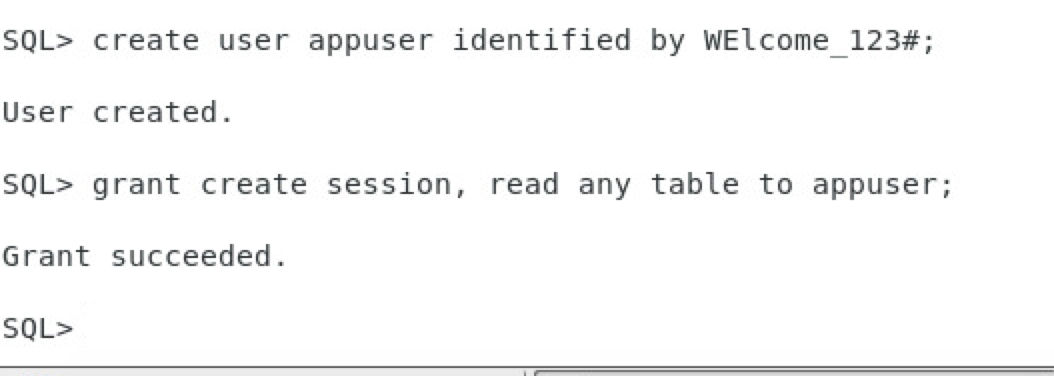 SQL> create user appuser identified by WElcome_123#;
User created.
SQL> grant create session, read any table to appuser;
Grant succeeded.
SQL>